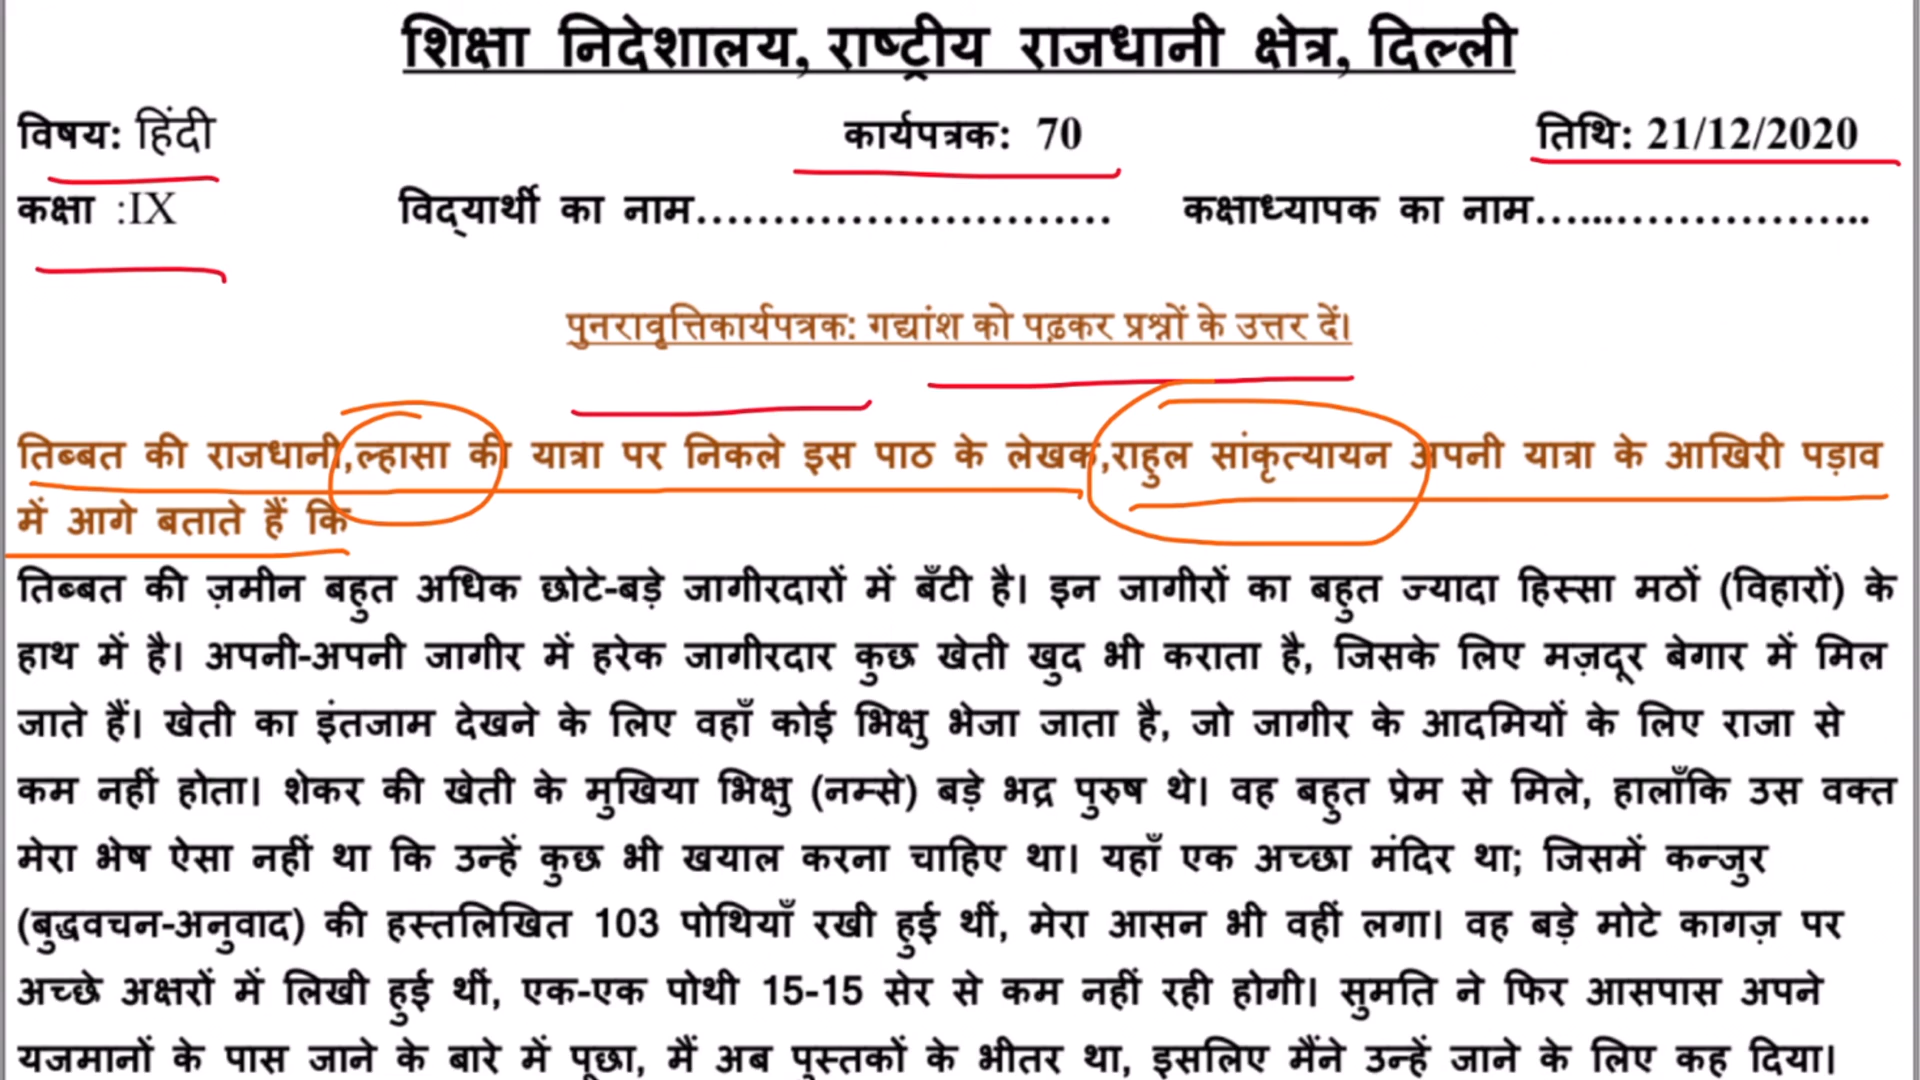 शिक्षा निदेशालय, राष्ट्रीय राजधानी क्षेत्र, दिल्ली
विषय: हिंदी कार्यपत्रक: 70 तिथि: 21/12/2020
कक्षा :IX विद्यार्थी का नाम........................... कक्षाध्यापक का नाम.......................
पुनरावृत्तिकार्यपत्रक: गद्यांश को पढ़कर प्रश्नों के उत्तर दें।
तिब्बत की राजधानी,ल्हासा की यात्रा पर निकले इस पाठ के लेखक,राहुल सांकृत्यायन अपनी यात्रा के आखिरी पड़ाव
में आगे बताते हैं कि
तिब्बत की ज़मीन बहुत अधिक छोटे-बड़े जागीरदारों में बँटी है। इन जागीरों का बहुत ज्यादा हिस्सा मठों (विहारों) के
हाथ में है। अपनी-अपनी जागीर में हरेक जागीरदार कुछ खेती खुद भी कराता है, जिसके लिए मज़दूर बेगार में मिल
जाते हैं। खेती का इंतजाम देखने के लिए वहाँ कोई भिक्षु भेजा जाता है, जो जागीर के आदमियों के लिए राजा से
कम नहीं होता। शेकर की खेती के मुखिया भिक्षु (नम्से) बड़े भद्र पुरुष थे। वह बहुत प्रेम से मिले, हालाँकि उस वक्त
मेरा भेष ऐसा नहीं था कि उन्हें कुछ भी खयाल करना चाहिए था। यहाँ एक अच्छा मंदिर था; जिसमें कन्जुर
(बुद्धवचन-अनुवाद) की हस्तलिखित 103 पोथियाँ रखी हुई थीं, मेरा आसन भी वहीं लगा। वह बड़े मोटे कागज़ पर
अच्छे अक्षरों में लिखी हुई थीं, एक-एक पोथी 15-15 सेर से कम नहीं रही होगी। सुमति ने फिर आसपास अपने
यजमानों के पास जाने के बारे में पूछा, मैं अब पुस्तकों के भीतर था, इसलिए मैंने उन्हें जाने के लिए कह दिया।